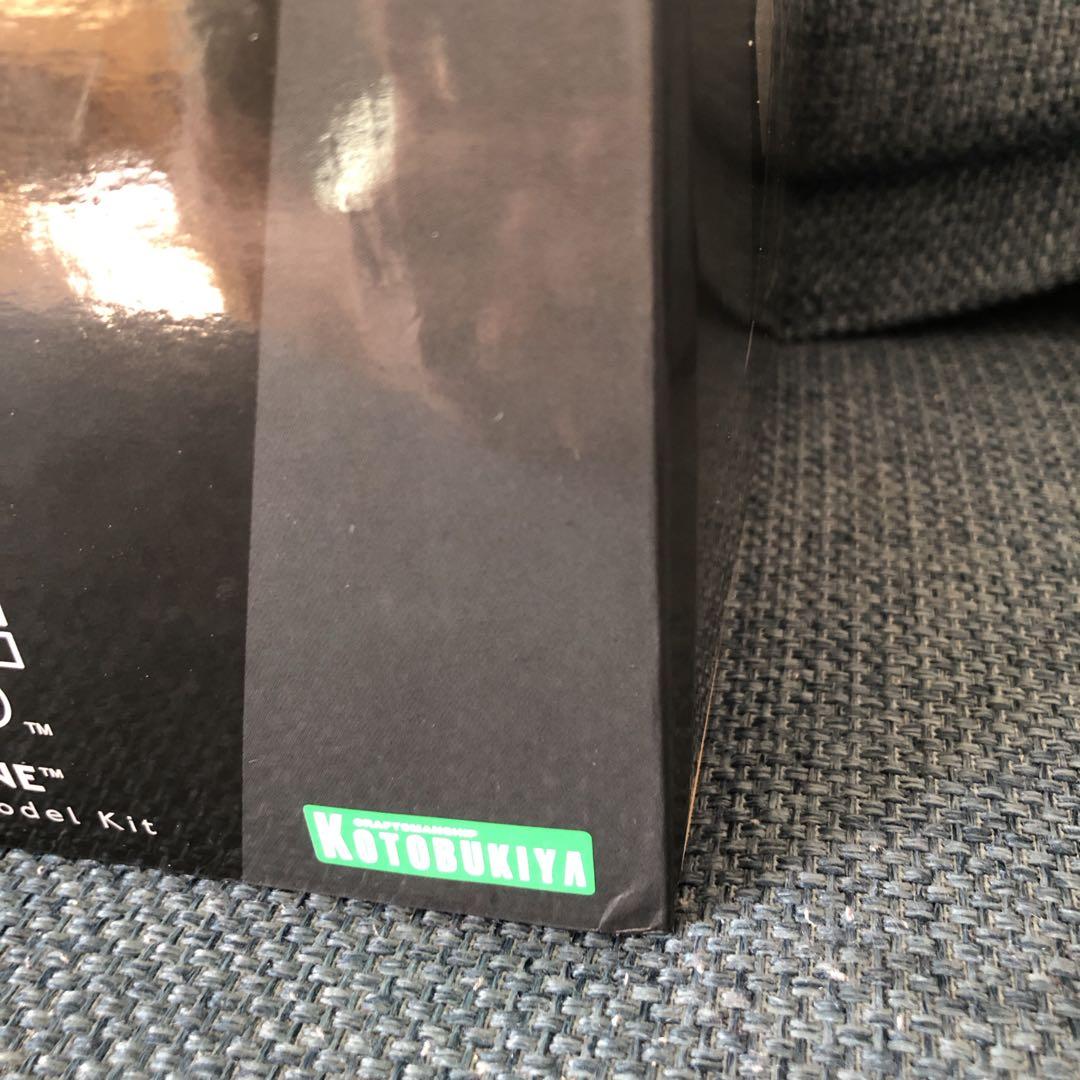 TM
NE™
odel Kit
CRAFTSMANSHIP
KOTOBUKIYA